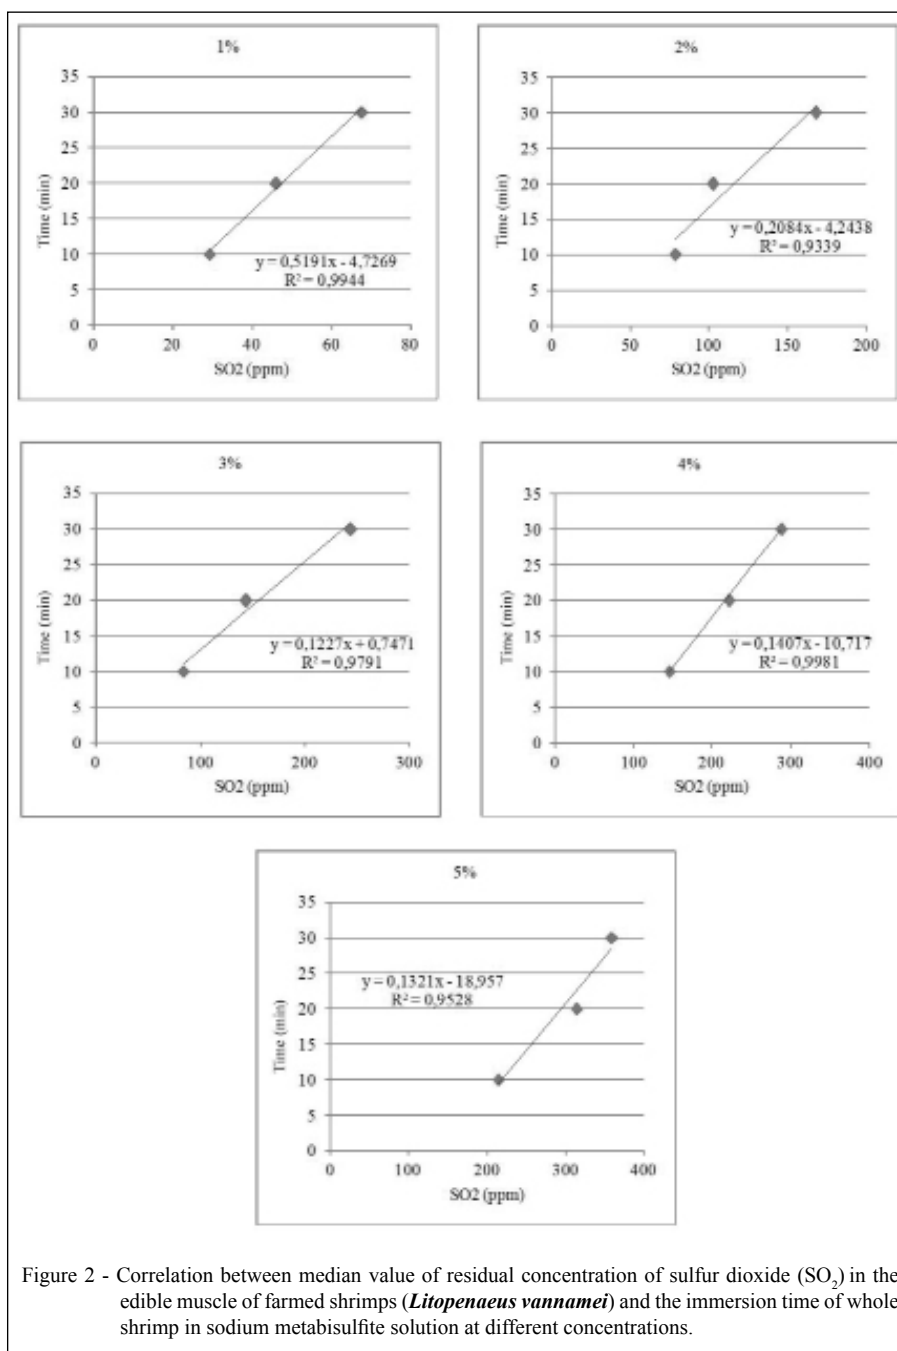 1%
35
30
25
20
15
10
5
0
Time (min)
y = 0,5191x - 4,7269
R² = 0,9944
0 20 40 60 80
SO2 (ppm)
2%
35
30
25
20
15
10
5
0
Time (min)
y = 0,2084x - 4,2438
R² = 0,9339
0 50 100 150 200
SO2 (ppm)
3%
35
30
25
20
15
10
5
0
Time (min)
y = 0,1227x + 0,7471
R² = 0,9791
0 100 200 300
SO2 (ppm)
4%
35
30
25
20
15
10
5
0
Time (min)
y = 0,1407x - 10,717
R² = 0,9981
0 100 200 300 400
SO2 (ppm)
5%
35
30
25
20
15
10
5
0
Time (min)
y = 0,1321x - 18,957
R² = 0,9528
0 100 200 300 400
SO2 (ppm)
Figure 2 - Correlation between median value of residual concentration of sulfur dioxide (SO₂) in the
edible muscle of farmed shrimps (Litopenaeus vannamei) and the immersion time of whole
shrimp in sodium metabisulfite solution at different concentrations.